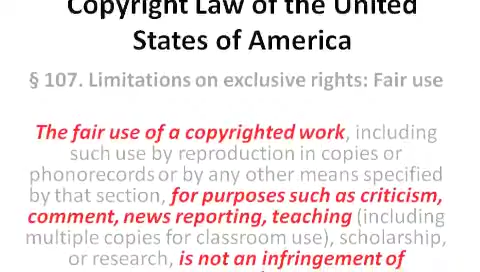 Copyright Law of the United
States of America
§ 107. Limitations on exclusive rights: Fair use
The fair use of a copyrighted work, including
such use by reproduction in copies or
phonorecords or by any other means specified
by that section, for purposes such as criticism,
comment, news reporting, teaching (including
multiple copies for classroom use), scholarship,
or research, is not an infringement of